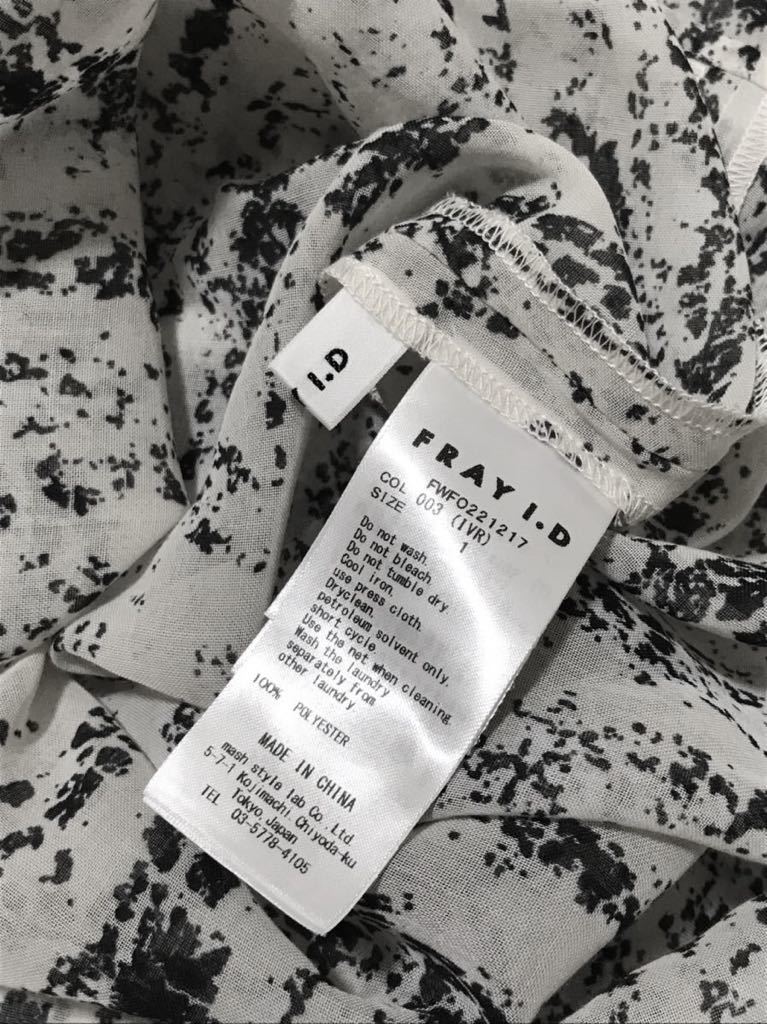 I.D
FRAY I.D
FWFO221217
COL 003 (IVR)
SIZE 1
Do not wash.
Do not bleach.
Do not tumble dry
Cool iron.
use press cloth.
Dryclean.
petroleum solvent only.
short cycle.
Use the net when cleaning.
Wash the laundry
separately from
other laundry.
100% POLYESTER
MADE IN CHINA
mash style lab Co.,Ltd
5-7-1 Kojimachi,Chiyoda-ku
Tokyo,Japan
TEL 03-5778-4105